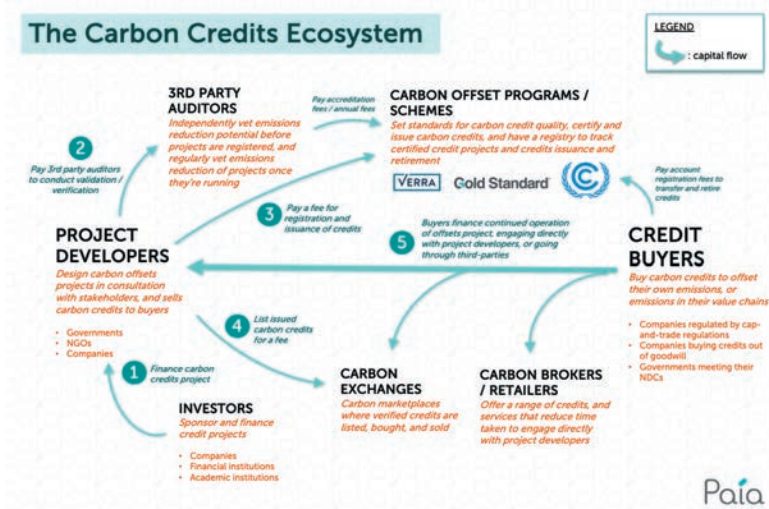 The Carbon Credits Ecosystem
LEGEND
: capital flow
3RD PARTY
AUDITORS
Independently vet emissions
reduction potential before
projects are registered, and
regularly vet emissions
reduction of projects once
they're running
Pay accreditation
fees / annual fees
CARBON OFFSET PROGRAMS /
SCHEMES
Set standards for carbon credit quality, certify and
issue carbon credits, and have a registry to track
certified credit projects and credits issuance and
retirement
VERRA
Gold Standard
2
Pay 3rd party auditors
to conduct validation /
verification
Pay account
registration fees to
transfer and retire
credits
3
Pay a fee for
registration and
issuance of credits
5
Buyers finance continued operation
of offsets project, engaging directly
with project developers, or going
through third-parties
PROJECT
DEVELOPERS
Design carbon offsets
projects in consultation
with stakeholders, and sells
carbon credits to buyers
• Governments
• NGOs
• Companies
CREDIT
BUYERS
Buy carbon credits to offset
their own emissions, or
emissions in their value chains
• Companies regulated by cap-
and-trade regulations
• Companies buying credits out
of goodwill
• Governments meeting their
NDCs
4
List issued
carbon credits
for a fee
1
Finance carbon
credits project
INVESTORS
Sponsor and finance
credit projects
• Companies
• Financial institutions
• Academic institutions
CARBON
EXCHANGES
Carbon marketplaces
where verified credits are
listed, bought, and sold
CARBON BROKERS
/ RETAILERS
Offer a range of credits, and
services that reduce time
taken to engage directly
with project developers
Paia